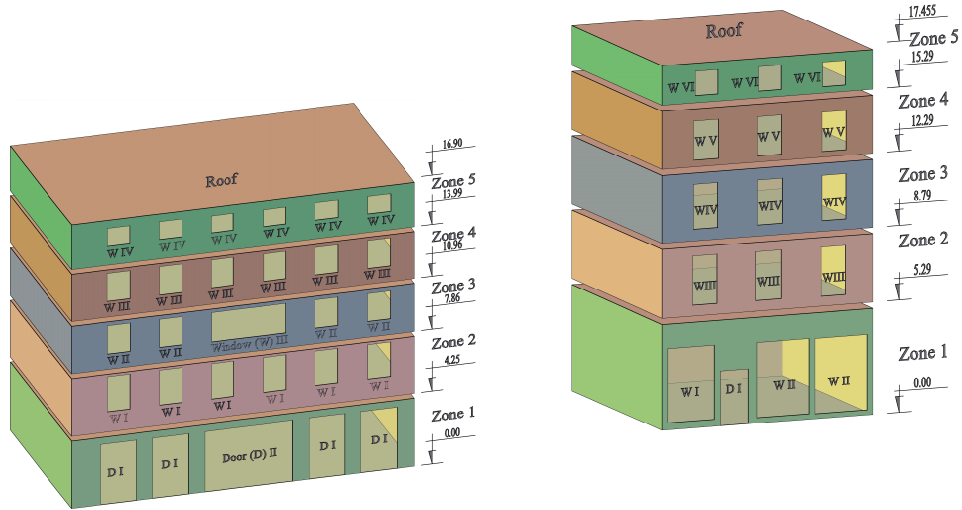 Roof
16.90
Zone 5
13.99
W IV W IV W IV W IV W IV W IV
Zone 4
10.96
W III W III W III W III W III W III
Zone 3
7.86
W II W II Window (W) III W II W II
Zone 2
4.25
W I W I W I W I W I W I
Zone 1
0.00
D I D I Door (D) II D I D I
17.455
Roof
Zone 5
15.29
W VI W VI W VI
Zone 4
12.29
W V W V W V
Zone 3
8.79
WIV WIV WIV
Zone 2
5.29
WIII WIII WIII
Zone 1
0.00
W I D I W II W II